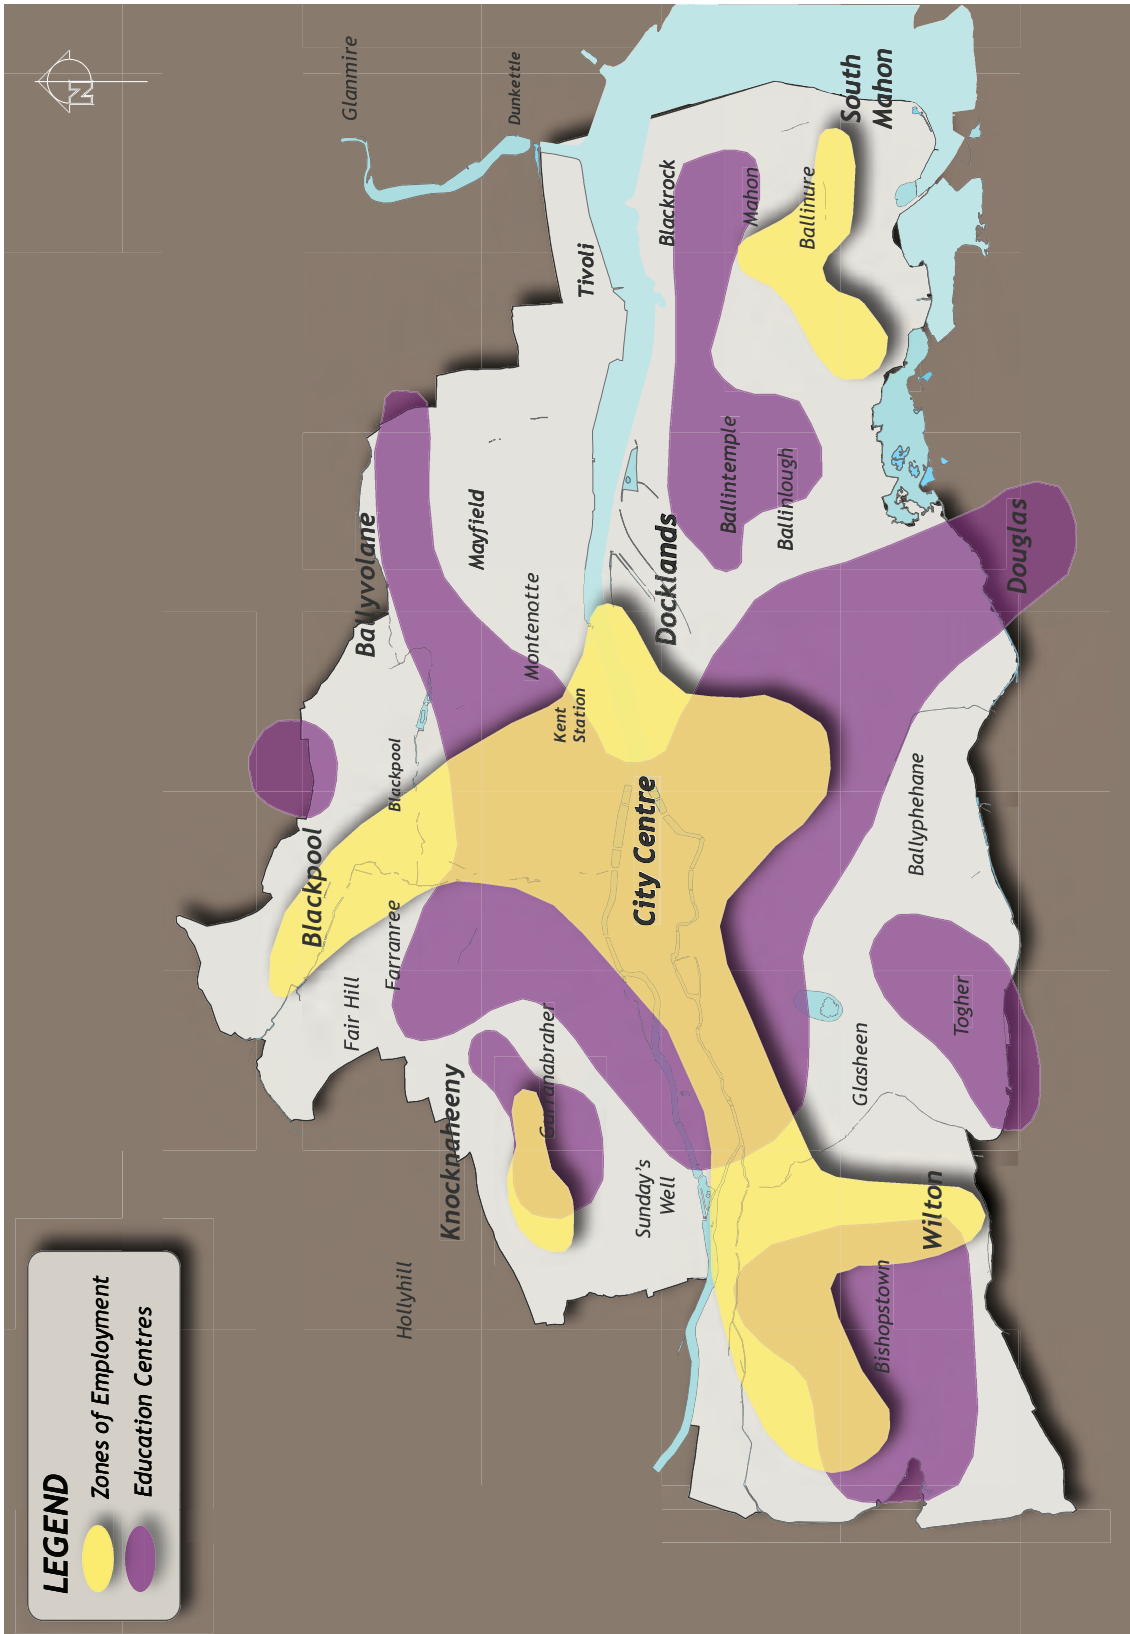 LEGEND
Zones of Employment
Education Centres
N
Blackpool
Glanmire
Fair Hill
Ballyvolane
Farranree
Blackpool
Hollyhill
Knocknaheeny
Mayfield
Dunkettle
Montenotte
Gurranabraher
Kent
Station
Tivoli
Sunday's
Well
City Centre
Docklands
Blackrock
Ballintemple
Mahon
Ballinlough
Ballinure
South
Mahon
Glasheen
Bishopstown
Ballyphehane
Wilton
Togher
Douglas